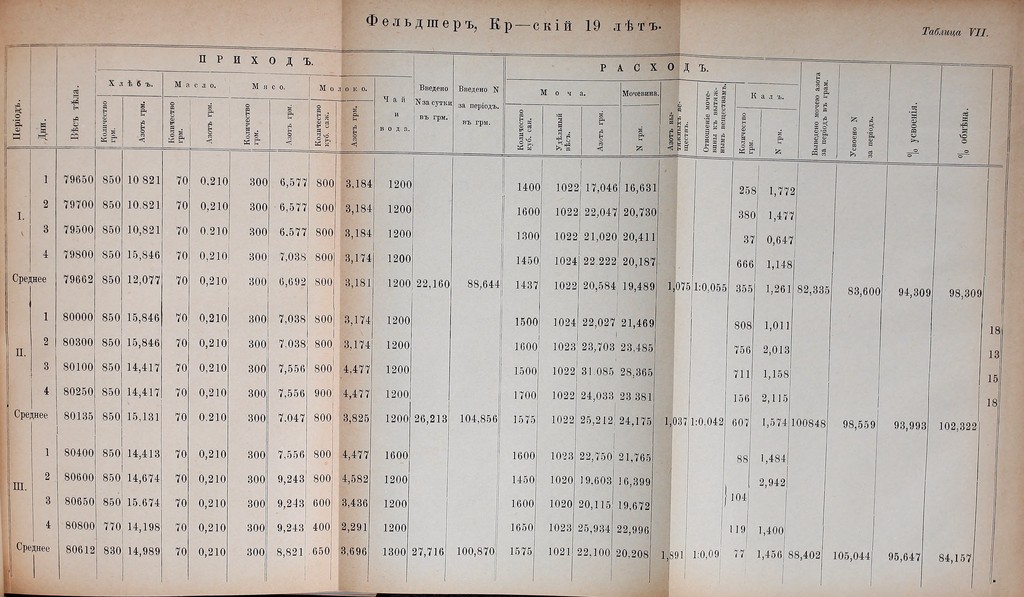 Фельдшеръ, Кр—скій 19 лѣтъ.
Таблица VII.
Періодъ.
Дни.
Вѣсъ тѣла.
ПРИХОДЪ.
РАСХОДЪ.
Хлѣбъ. Масло. Мясо. Молоко.
Количество грм. Азотъ грм. Количество грм. Азотъ грм. Количество грм. Азотъ грм. Количество куб. саж. Азотъ грм.
Чай и вода.
Введено N за сутки въ грм.
Введено N за періодъ. въ грм.
Моча. Мочевина. Калъ.
Количество куб. сан. Удѣльный вѣсъ. Азотъ грм. N грм.
Азотъ вытяжныхъ веществъ.
Отношеніе мочевины къ вытяжнымъ веществамъ.
Количество грм. N грм.
Выведено мочею азота за періодъ въ грм.
Усвоено N за періодъ.
% усвоенія.
% обмѣна.
I.
1 79650 850 10 821 70 0,210 300 6,577 800 3,184 1200 1400 1022 17,046 16,631 258 1,772
2 79700 850 10.821 70 0,210 300 6,577 800 3,184 1200 1600 1022 22,047 20,730 380 1,477
3 79500 850 10,821 70 0.210 300 6.577 800 3,184 1200 1300 1022 21,020 20,411 37 0,647
4 79800 850 15,846 70 0,210 300 7,038 800 3,174 1200 1450 1024 22.222 20,187 666 1,148
Среднее 79662 850 12,077 70 0,210 300 6,692 800 3,181 1200 22,160 88,644 1437 1022 20,584 19,489 1,075 1:0,055 355 1,261 82,335 83,600 94,309 98,309
II.
1 80000 850 15,846 70 0,210 300 7,038 800 3,174 1200 1500 1024 22,027 21,469 808 1,011 18
2 80300 850 15,846 70 0,210 300 7.038 800 3,174 1200 1600 1023 23,703 23.485 756 2,013 13
3 80100 850 14,417 70 0,210 300 7,556 800 4,477 1200 1500 1022 31.085 28,365 711 1,158 15
4 80250 850 14,417 70 0,210 300 7,556 900 4,477 1200 1700 1022 24,033 23 381 156 2,115 18
Среднее 80135 850 15,131 70 0.210 300 7.047 800 3,825 1200 26,213 104,856 1575 1022 25,212 24,175 1,037 1:0.042 607 1,574 100848 98,559 93,993 102,322
III.
1 80400 850 14,413 70 0,210 300 7.556 800 4,477 1600 1600 1023 22,750 21,765 88 1,484
2 80600 850 14,674 70 0,210 300 9,243 800 4,582 1200 1450 1020 19,603 16,399 2,942
3 80650 850 15.674 70 0,210 300 9,243 600 3,436 1200 1600 1020 20,115 19,672 104
4 80800 770 14,198 70 0,210 300 9,243 400 2,291 1200 1650 1023 25,934 22,996 119 1,400
Среднее 80612 830 14,989 70 0,210 300 8,821 650 3,696 1300 27,716 100,870 1575 1021 22,100 20.208 1,891 1:0,09 77 1,456 88,402 105,044 95,647 84,157